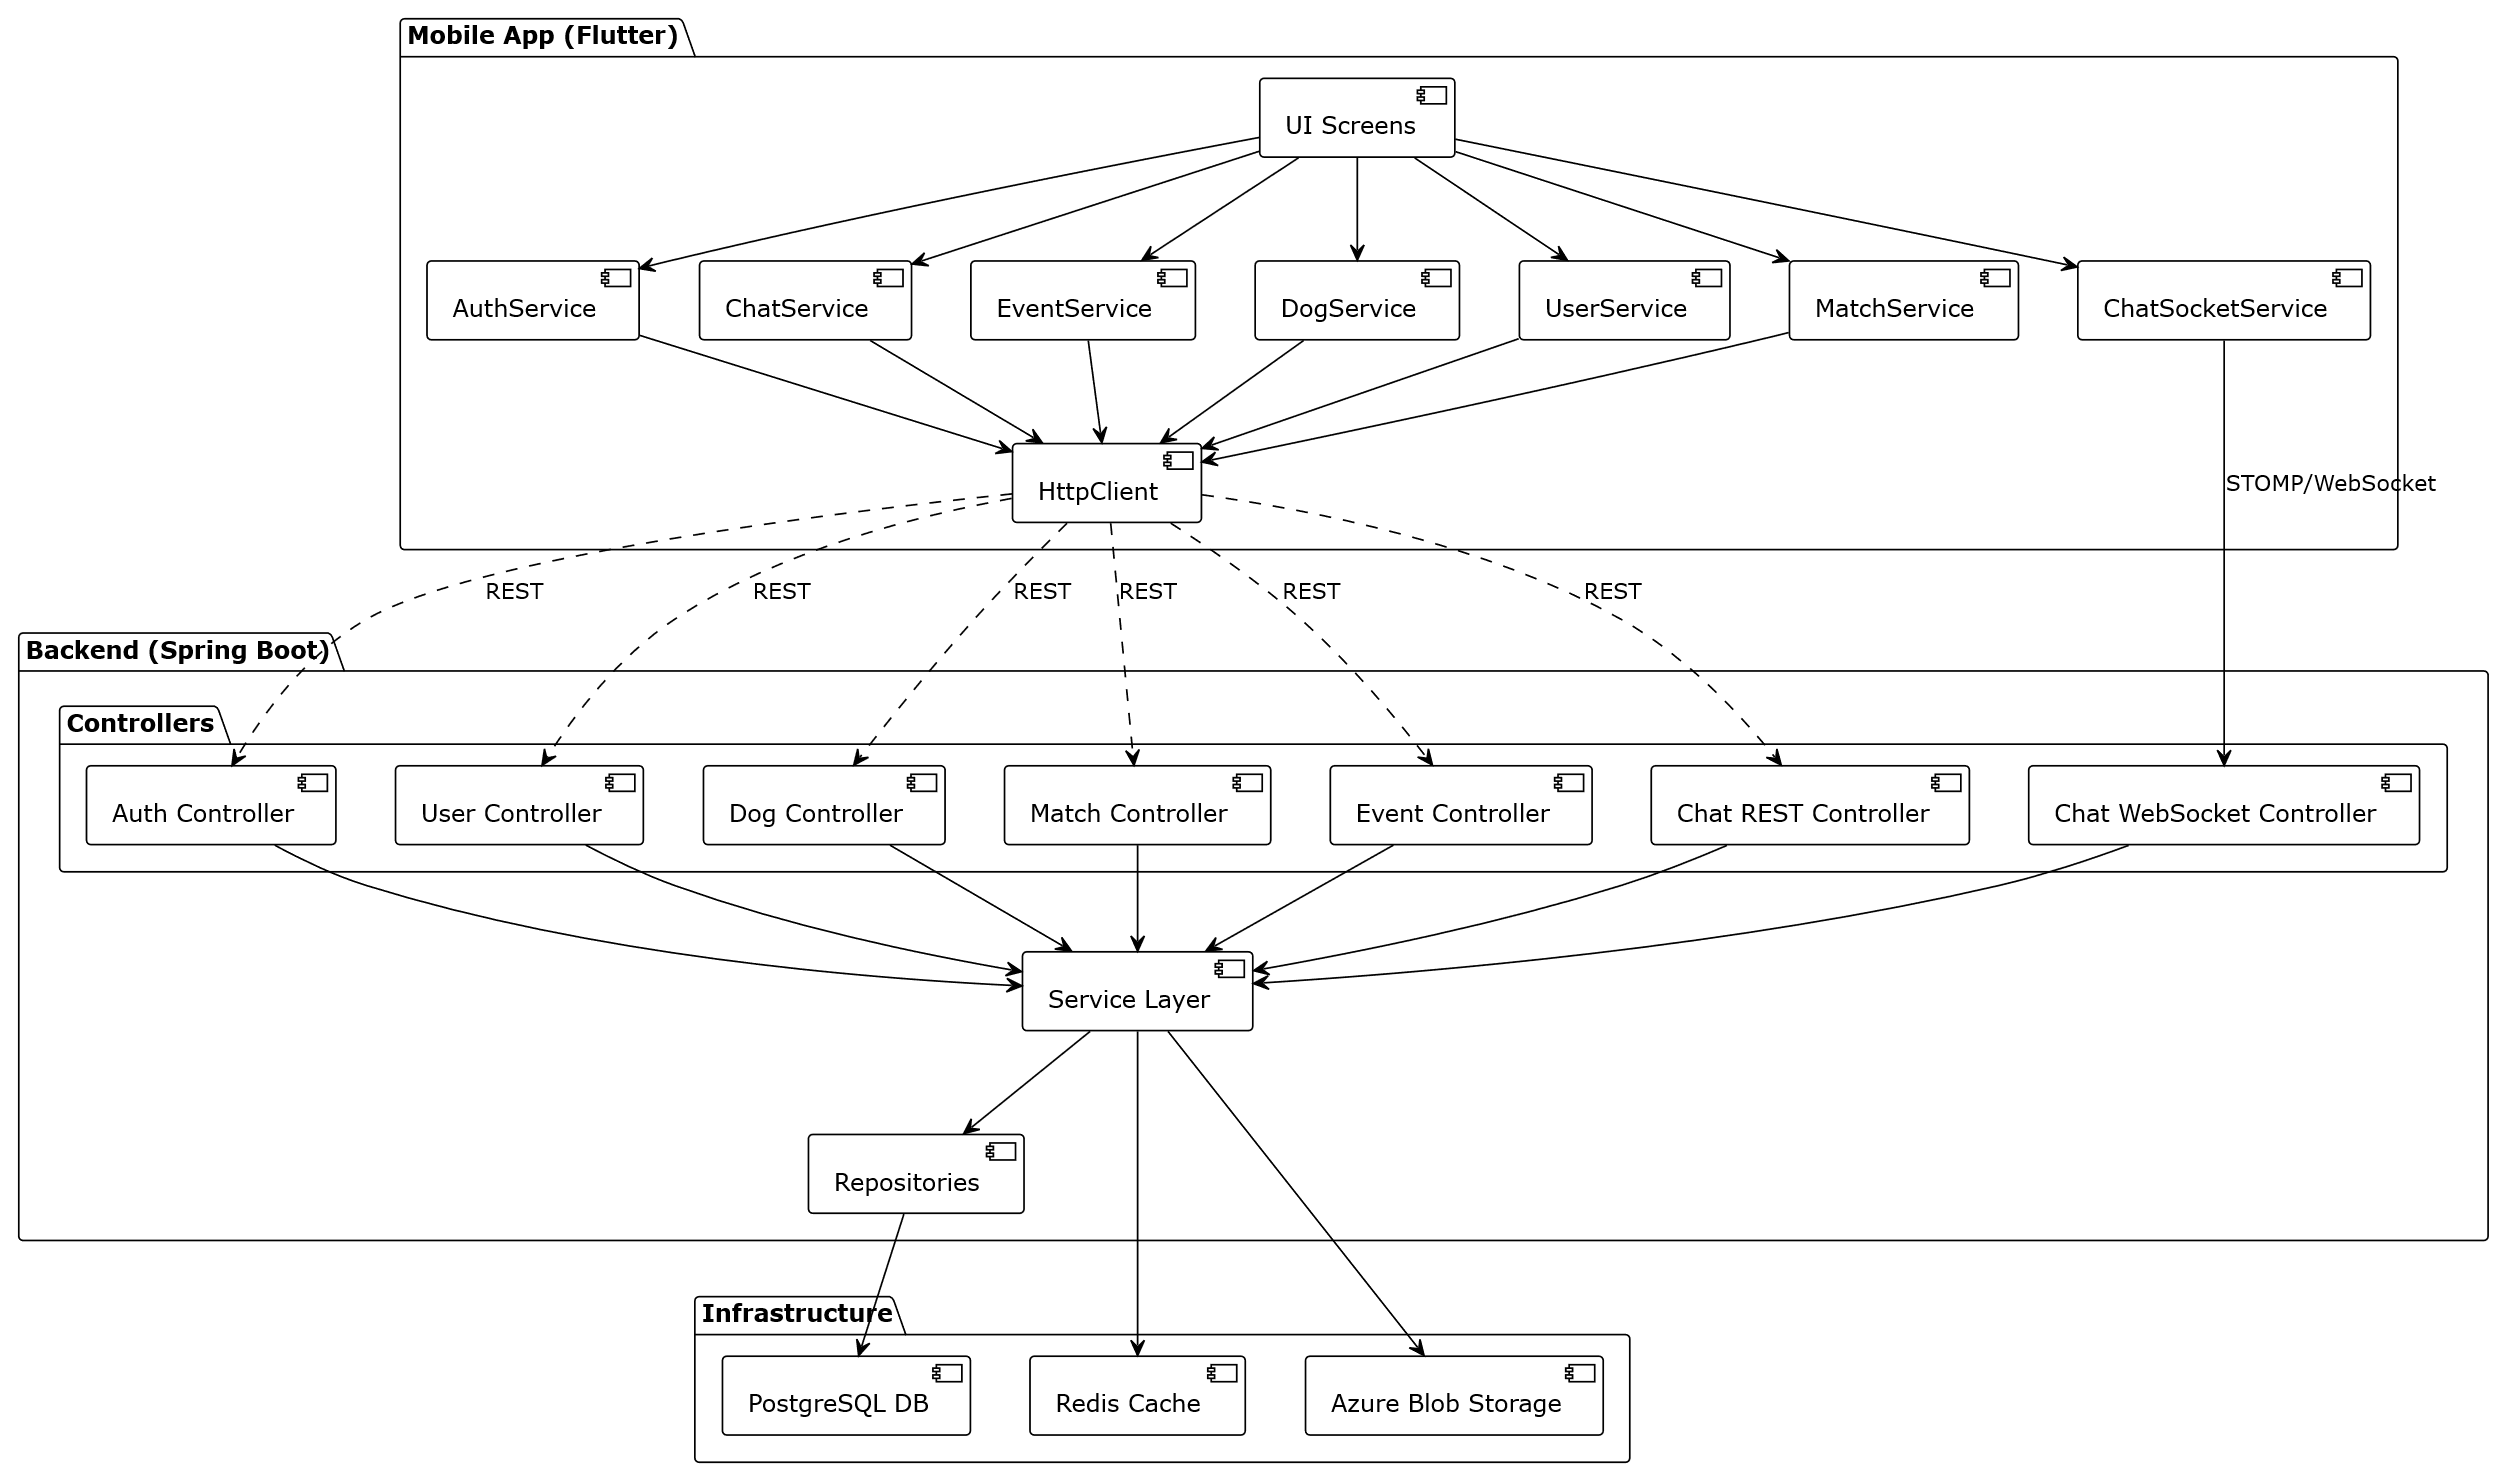 Mobile App (Flutter)
UI Screens
AuthService
ChatService
EventService
DogService
UserService
MatchService
ChatSocketService
HttpClient
STOMP/WebSocket
REST
REST
REST
REST
REST
REST
Backend (Spring Boot)
Controllers
Auth Controller
User Controller
Dog Controller
Match Controller
Event Controller
Chat REST Controller
Chat WebSocket Controller
Service Layer
Repositories
Infrastructure
PostgreSQL DB
Redis Cache
Azure Blob Storage